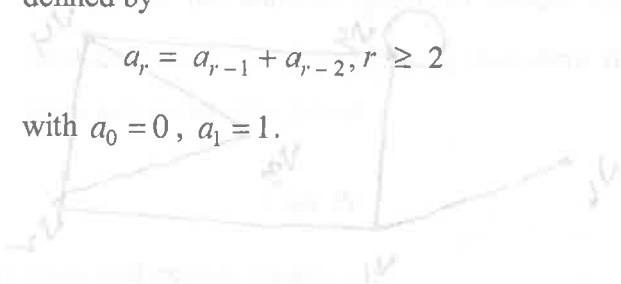 defined by
a_r = a_{r-1} + a_{r-2}, r ≥ 2
with a_0 = 0, a_1 = 1.